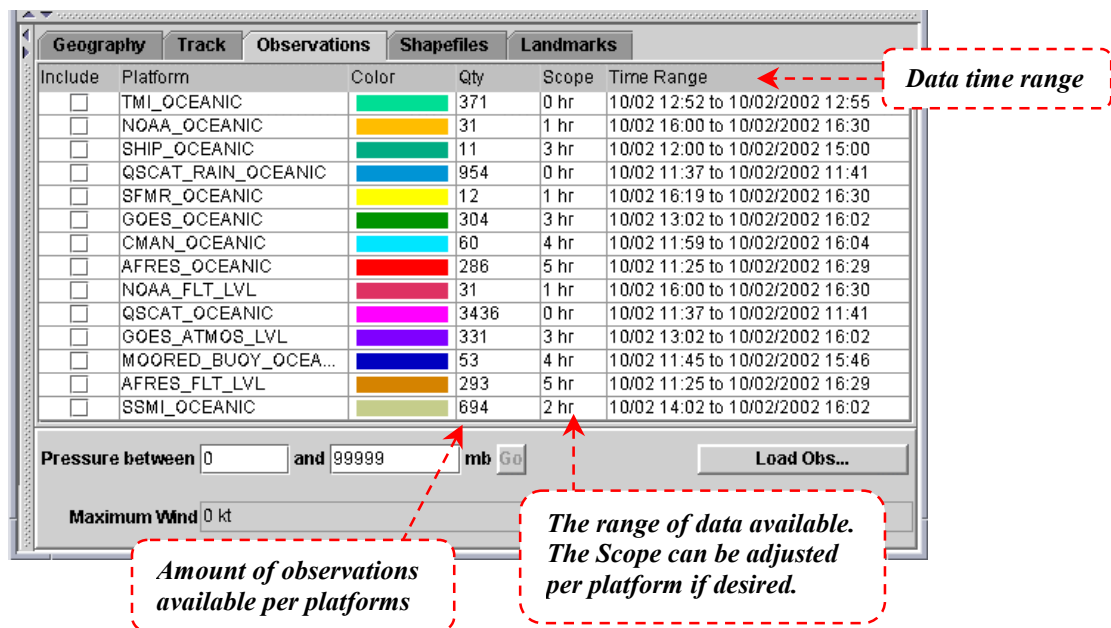 Geography Track Observations Shapefiles Landmarks
Include Platform Color Qty Scope Time Range
Data time range
TMI_OCEANIC 371 0 hr 10/02 12:52 to 10/02/2002 12:55
NOAA_OCEANIC 31 1 hr 10/02 16:00 to 10/02/2002 16:30
SHIP_OCEANIC 11 3 hr 10/02 12:00 to 10/02/2002 15:00
QSCAT_RAIN_OCEANIC 954 0 hr 10/02 11:37 to 10/02/2002 11:41
SFMR_OCEANIC 12 1 hr 10/02 16:19 to 10/02/2002 16:30
GOES_OCEANIC 304 3 hr 10/02 13:02 to 10/02/2002 16:02
CMAN_OCEANIC 60 4 hr 10/02 11:59 to 10/02/2002 16:04
AFRES_OCEANIC 286 5 hr 10/02 11:25 to 10/02/2002 16:29
NOAA_FLT_LVL 31 1 hr 10/02 16:00 to 10/02/2002 16:30
QSCAT_OCEANIC 3436 0 hr 10/02 11:37 to 10/02/2002 11:41
GOES_ATMOS_LVL 331 3 hr 10/02 13:02 to 10/02/2002 16:02
MOORED_BUOY_OCEA... 53 4 hr 10/02 11:45 to 10/02/2002 15:46
AFRES_FLT_LVL 293 5 hr 10/02 11:25 to 10/02/2002 16:29
SSMI_OCEANIC 694 2 hr 10/02 14:02 to 10/02/2002 16:02
Pressure between 0 and 99999 mb Go Load Obs...
Maximum Wind 0 kt
The range of data available.
The Scope can be adjusted
per platform if desired.
Amount of observations
available per platforms